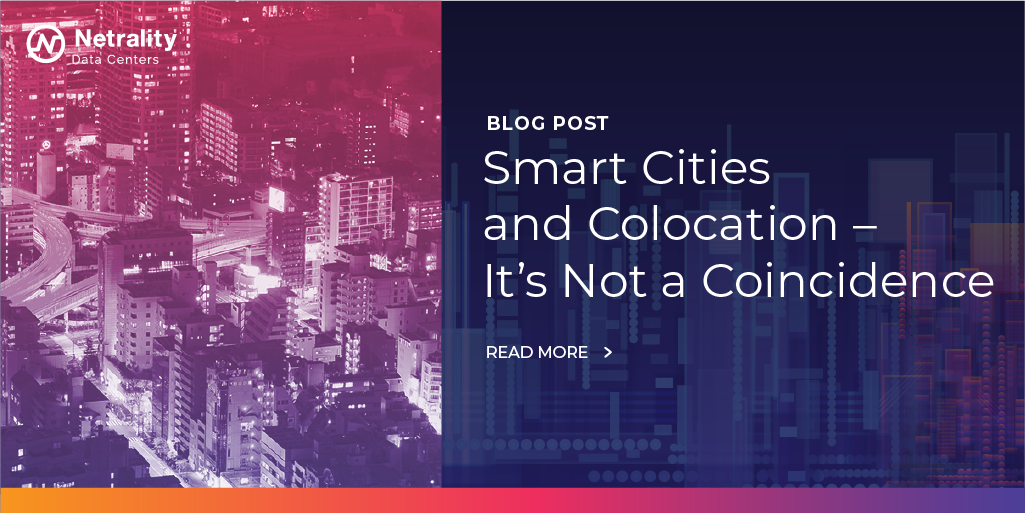 Netrality
Data Centers
BLOG POST
Smart Cities
and Colocation –
It’s Not a Coincidence
READ MORE >